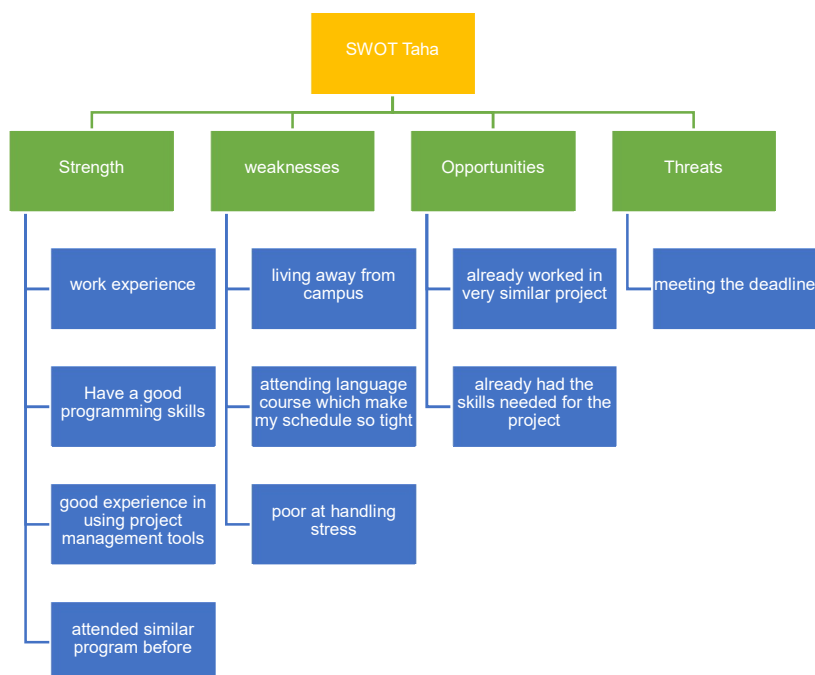 SWOT Taha
Strength
weaknesses
Opportunities
Threats
work experience
living away from
campus
already worked in
very similar project
meeting the deadline
Have a good
programming skills
attending language
course which make
my schedule so tight
already had the
skills needed for the
project
good experience in
using project
management tools
poor at handling
stress
attended similar
program before